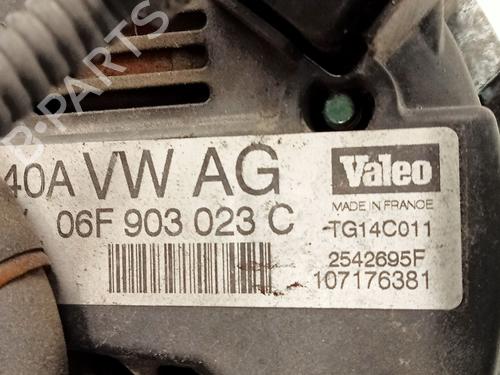 B-PARTS
40A VW AG
Valeo
MADE IN FRANCE
06F 903 023 C
TG14C011
2542695F
107176381